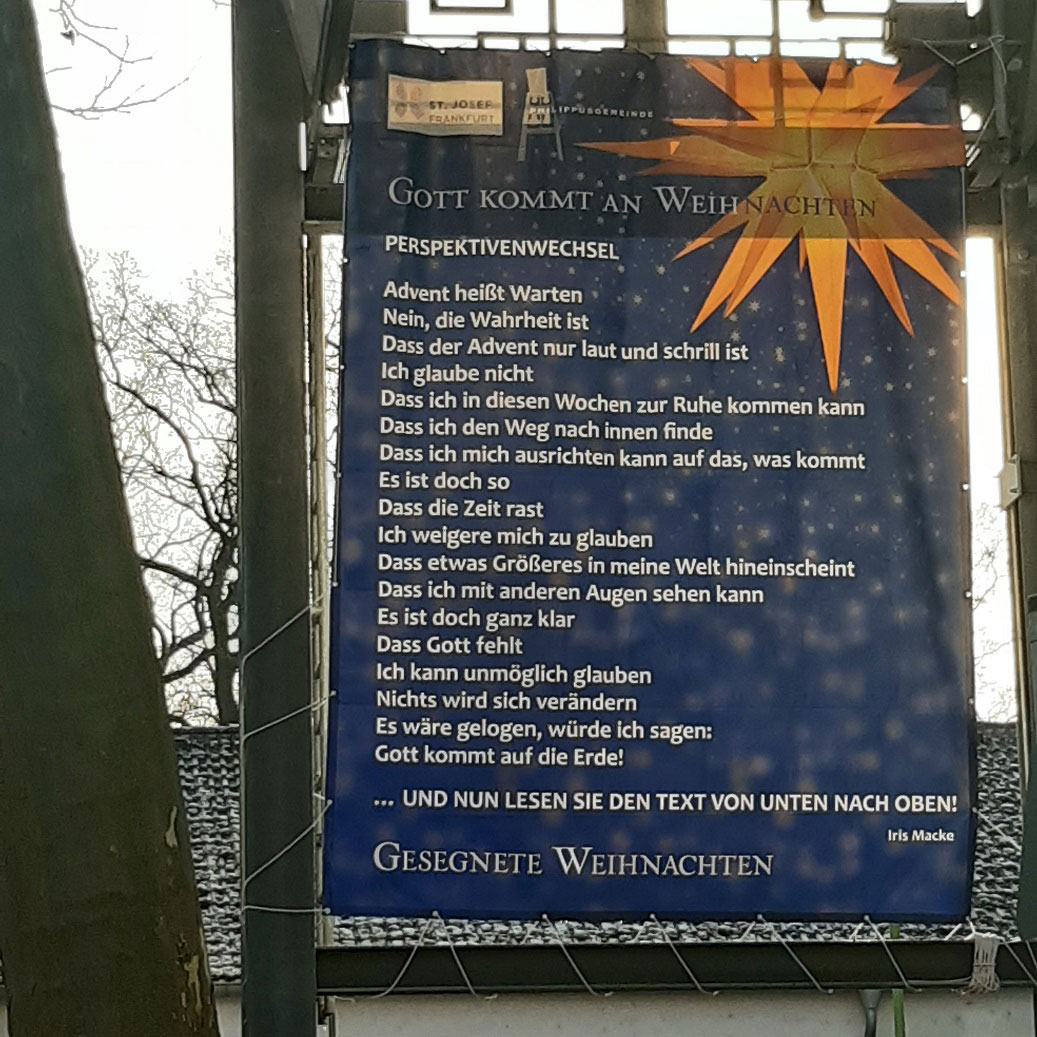 ST. JOSEF
FRANKFURT
PHILIPPUSGEMEINDE
GOTT KOMMT AN WEIHNACHTEN
PERSPEKTIVENWECHSEL
Advent heißt Warten
Nein, die Wahrheit ist
Dass der Advent nur laut und schrill ist
Ich glaube nicht
Dass ich in diesen Wochen zur Ruhe kommen kann
Dass ich den Weg nach innen finde
Dass ich mich ausrichten kann auf das, was kommt
Es ist doch so
Dass die Zeit rast
Ich weigere mich zu glauben
Dass etwas Größeres in meine Welt hineinscheint
Dass ich mit anderen Augen sehen kann
Es ist doch ganz klar
Dass Gott fehlt
Ich kann unmöglich glauben
Nichts wird sich verändern
Es wäre gelogen, würde ich sagen:
Gott kommt auf die Erde!
... UND NUN LESEN SIE DEN TEXT VON UNTEN NACH OBEN!
Iris Macke
GESEGNETE WEIHNACHTEN